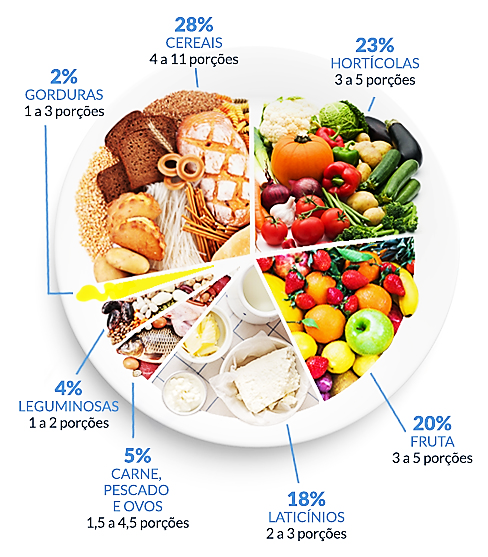 28%
CEREAIS
4 a 11 porções
23%
HORTÍCOLAS
3 a 5 porções
2%
GORDURAS
1 a 3 porções
4%
LEGUMINOSAS
1 a 2 porções
20%
FRUTA
3 a 5 porções
5%
CARNE,
PESCADO
E OVOS
1,5 a 4,5 porções
18%
LATICÍNIOS
2 a 3 porções